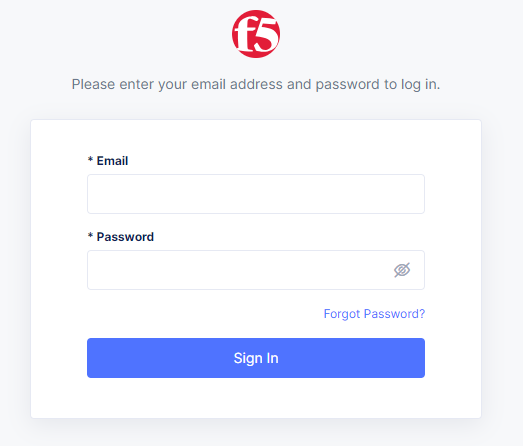 f5
Please enter your email address and password to log in.
* Email
* Password
Forgot Password?
Sign In